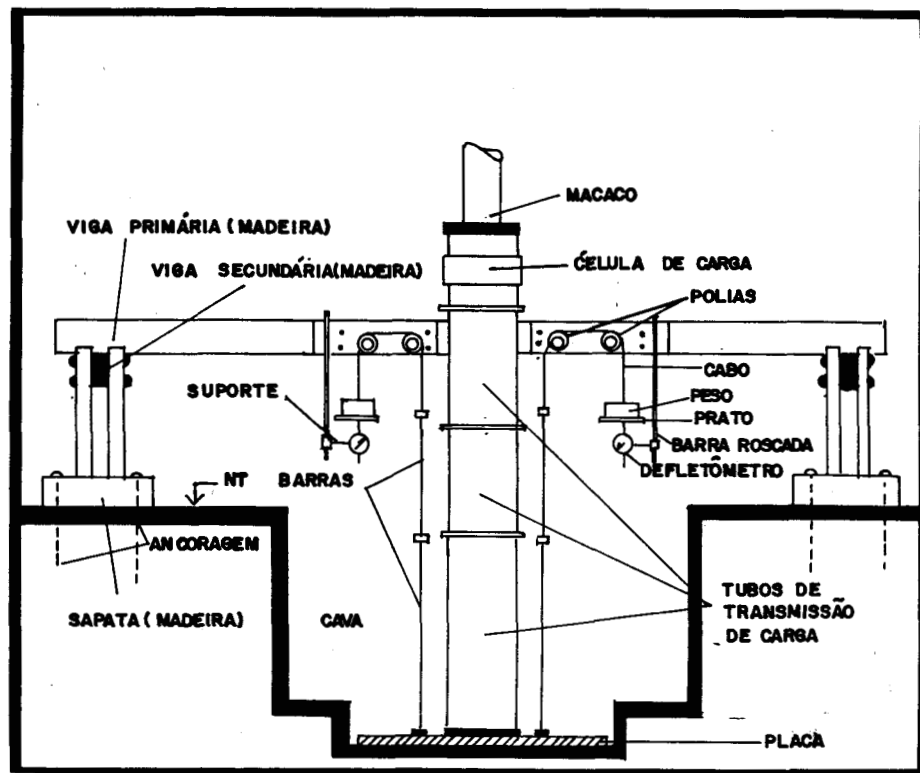 MACACO
VIGA PRIMÁRIA (MADEIRA)
VIGA SECUNDÁRIA(MADEIRA)
ĆELULA DE CARGA
POLIAS
CABO
SUPORTE
PESO
PRATO
BARRA ROSCADA
DEFLETÔMETRO
NT
BARRAS
ANCORAGEM
SAPATA (MADEIRA)
CAVA
TUBOS DE
TRANSMISSÃO
DE CARGA
PLACA